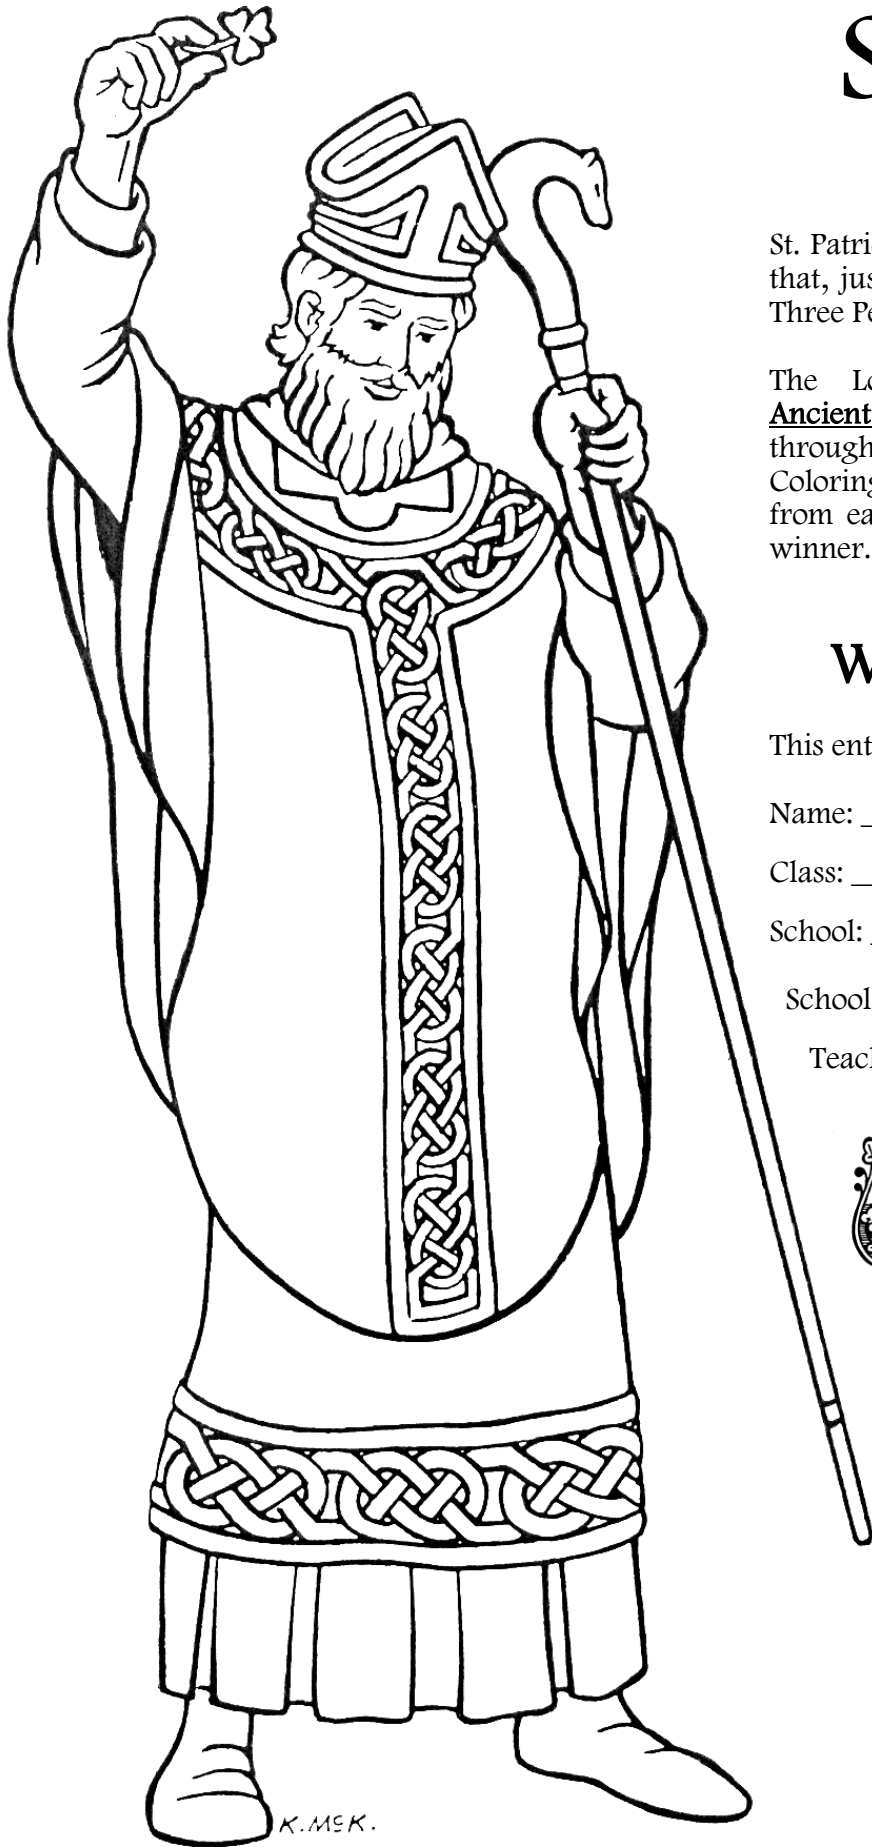 S
St. Patri
that, jus
Three Pe
The Lo
Ancient
through
Coloring
from ea
winner.
W
This ent
Name: _
Class: _
School: _
School
Teach
K. McK.